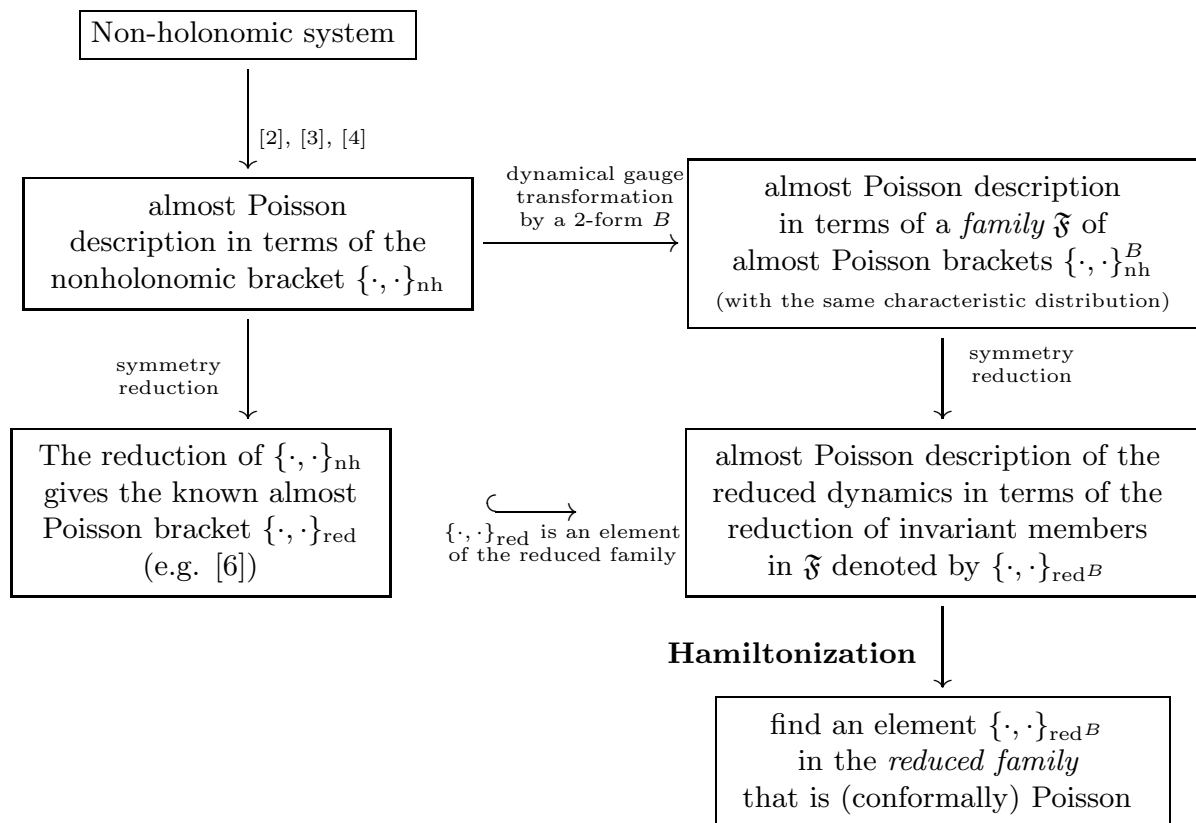 Non-holonomic system
[2], [3], [4]
almost Poisson
description in terms of the
nonholonomic bracket {·, ·}nh
dynamical gauge
transformation
by a 2-form B
almost Poisson description
in terms of a family 𝔉 of
almost Poisson brackets {·, ·}^B_nh
(with the same characteristic distribution)
symmetry
reduction
symmetry
reduction
The reduction of {·, ·}nh
gives the known almost
Poisson bracket {·, ·}red
(e.g. [6])
{·, ·}red is an element
of the reduced family
almost Poisson description of the
reduced dynamics in terms of the
reduction of invariant members
in 𝔉 denoted by {·, ·}red^B
Hamiltonization
find an element {·, ·}red^B
in the reduced family
that is (conformally) Poisson